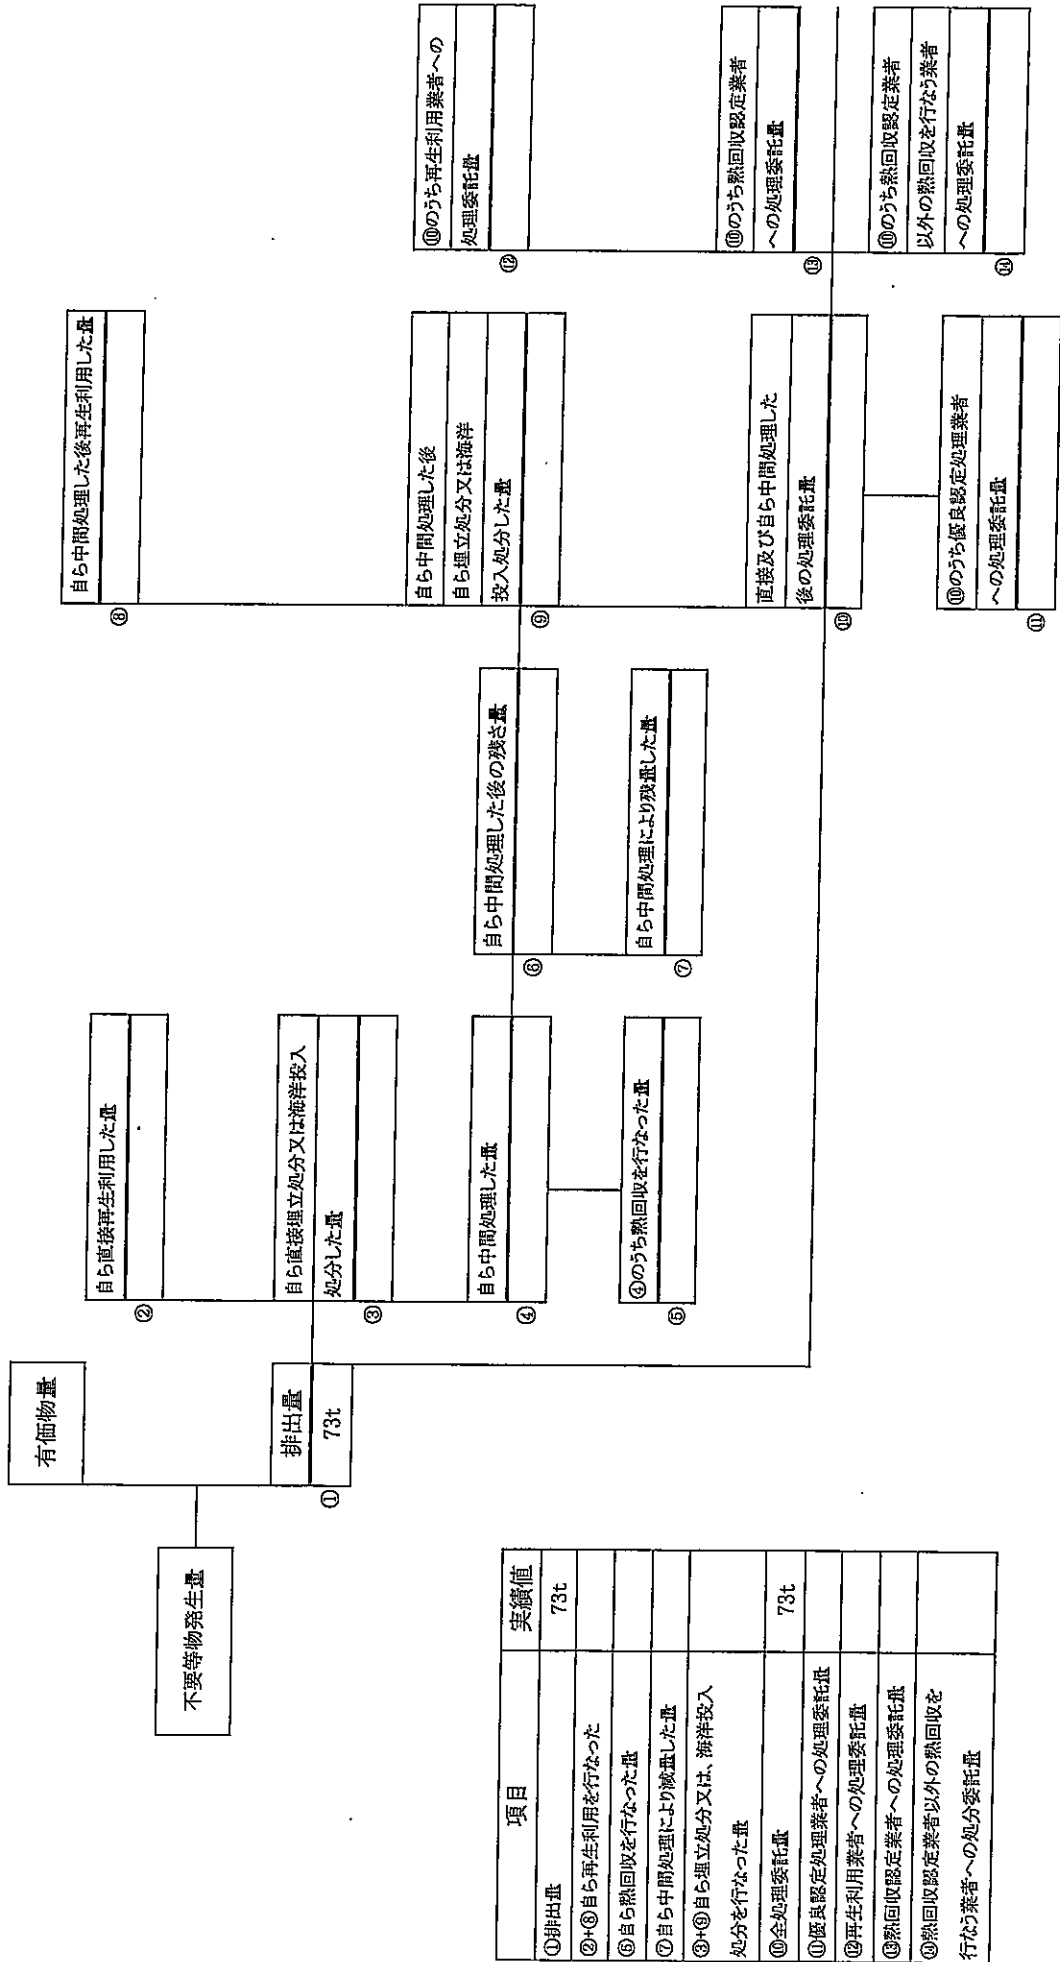 不要等物発生量
有価物量
排出量
① 73t
自ら直接再生利用した量
②
自ら直接埋立処分又は海洋投入
処分した量
③
自ら中間処理した量
④
④のうち熱回収を行なった量
⑤
自ら中間処理した後の残さ量
⑥
自ら中間処理により残量した量
⑦
自ら中間処理した後再生利用した量
⑧
自ら中間処理した後
自ら埋立処分又は海洋
投入処分した量
⑨
直接及び自ら中間処理した
後の処理委託量
⑩
⑩のうち優良認定処理業者
への処理委託量
⑪
⑩のうち再生利用業者への
処理委託量
⑫
⑩のうち熱回収認定業者
への処理委託量
⑬
⑩のうち熱回収認定業者
以外の熱回収を行なう業者
への処理委託量
⑭
項目 実績値
①排出量 73t
②+⑧自ら再生利用を行なった
⑤自ら熱回収を行なった量
⑦自ら中間処理により減量した量
③+⑨自ら埋立処分又は、海洋投入
処分を行なった量
⑩全処理委託量 73t
⑪優良認定処理業者への処理委託量
⑫再生利用業者への処理委託量
⑬熱回収認定業者への処理委託量
⑭熱回収認定業者以外の熱回収を
行なう業者への処分委託量